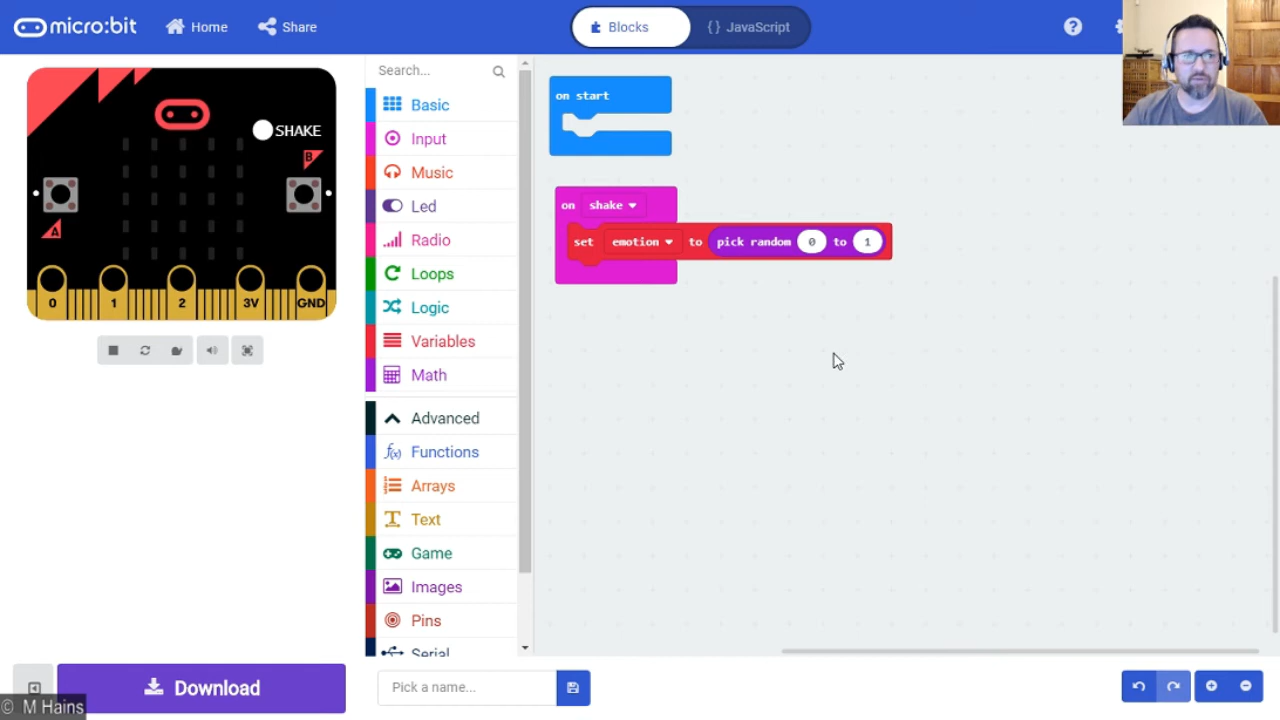 micro:bit Home Share Blocks {} JavaScript ?
SHAKE
B
A
0 1 2 3V GND
Search...
Basic
Input
Music
Led
Radio
Loops
Logic
Variables
Math
Advanced
f(x) Functions
Arrays
Text
Game
Images
Pins
Serial
on start
on shake
set emotion to pick random 0 to 1
Download
Pick a name...
© M Hains